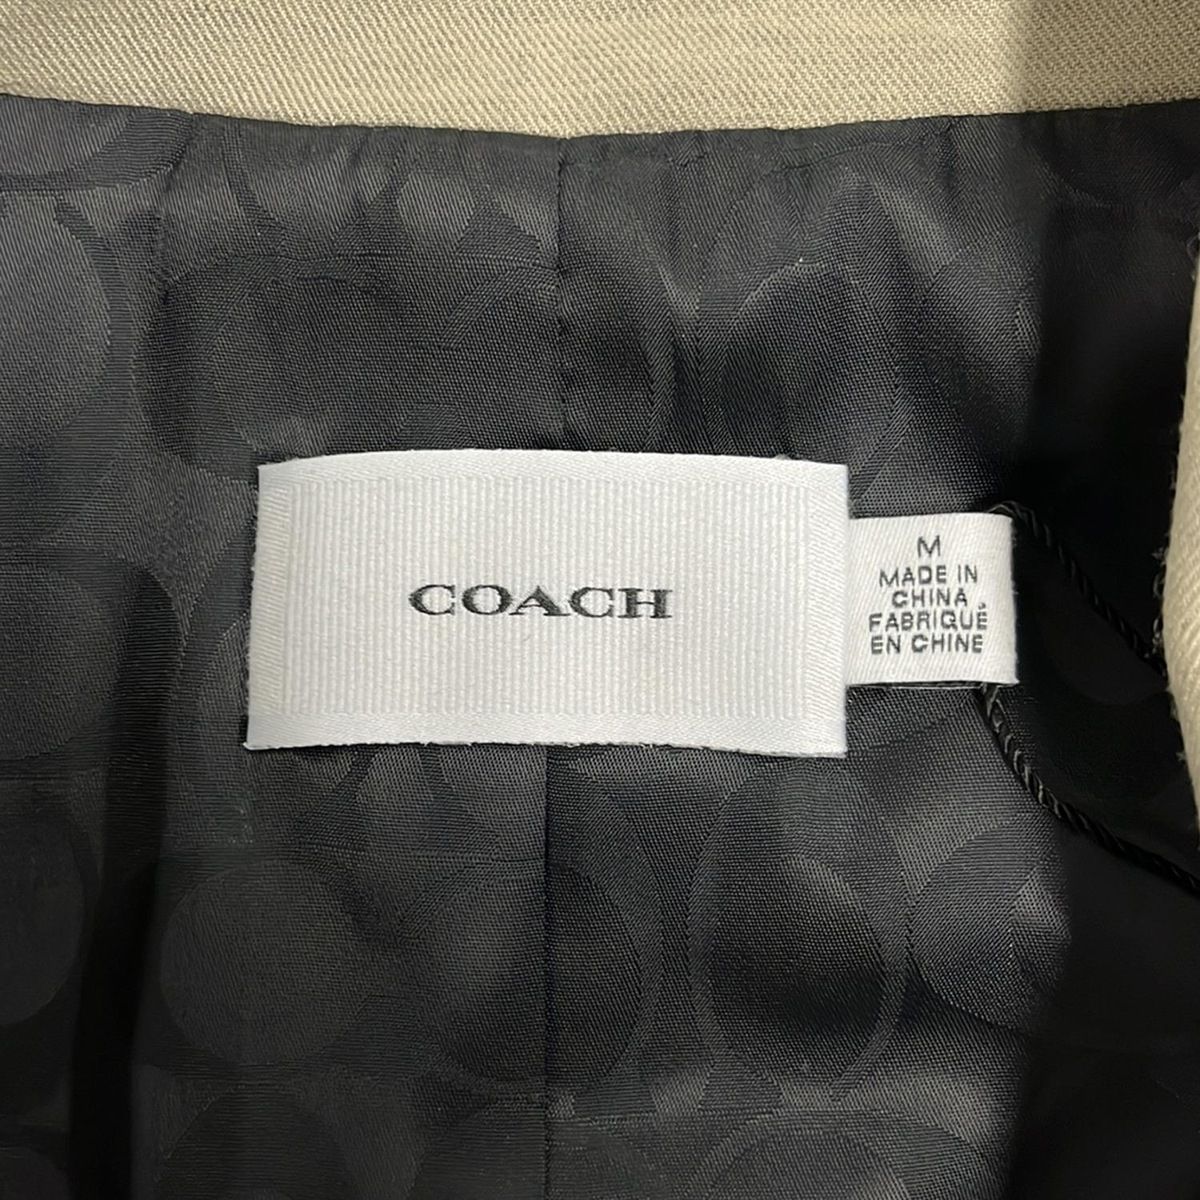 COACH
M
MADE IN
CHINA
FABRIQUÉ
EN CHINE